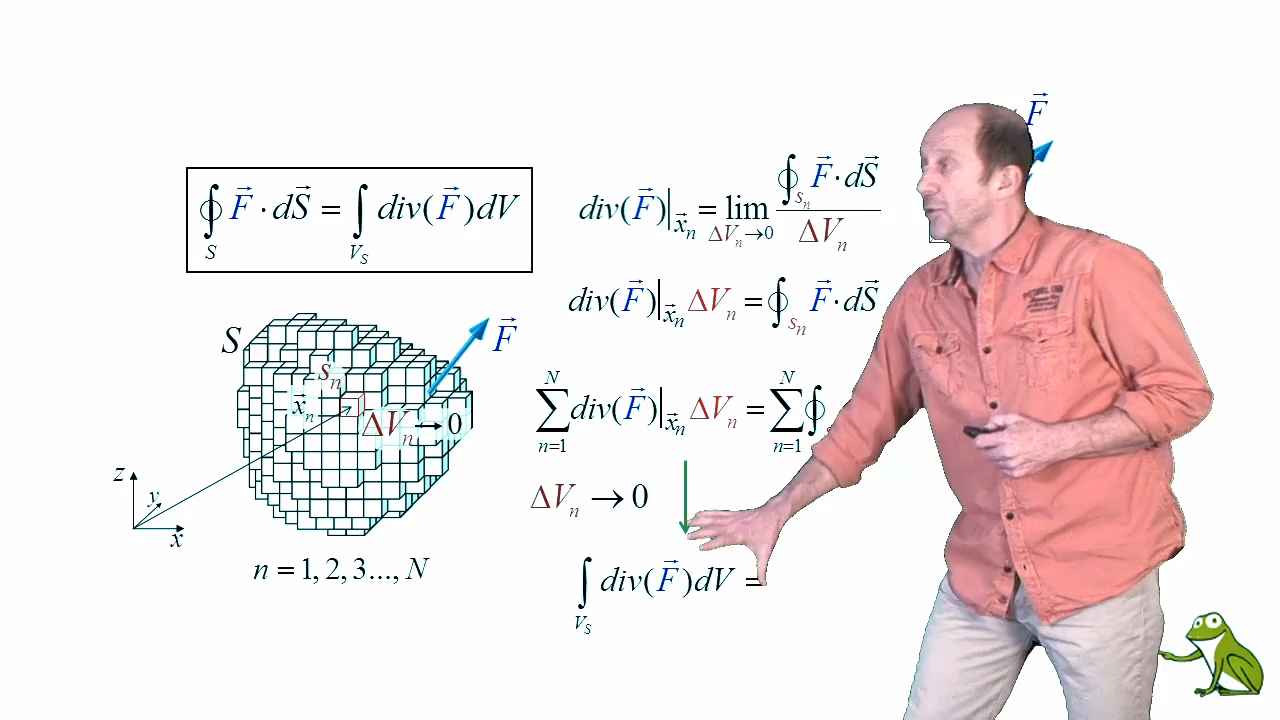 F⃗
∮_S F⃗ · dS⃗ = ∫_{V_S} div(F⃗)dV
div(F⃗)|_{x⃗_n} = lim_{ΔV_n→0} ∮_{s_n} F⃗ · dS⃗ / ΔV_n
div(F⃗)|_{x⃗_n} ΔV_n = ∮_{s_n} F⃗ · dS⃗
S
F⃗
s_n
x⃗_n
ΔV_n → 0
∑_{n=1}^{N} div(F⃗)|_{x⃗_n} ΔV_n = ∑_{n=1}^{N} ∮
z
y
x
ΔV_n → 0
n = 1, 2, 3..., N
∫_{V_S} div(F⃗)dV =